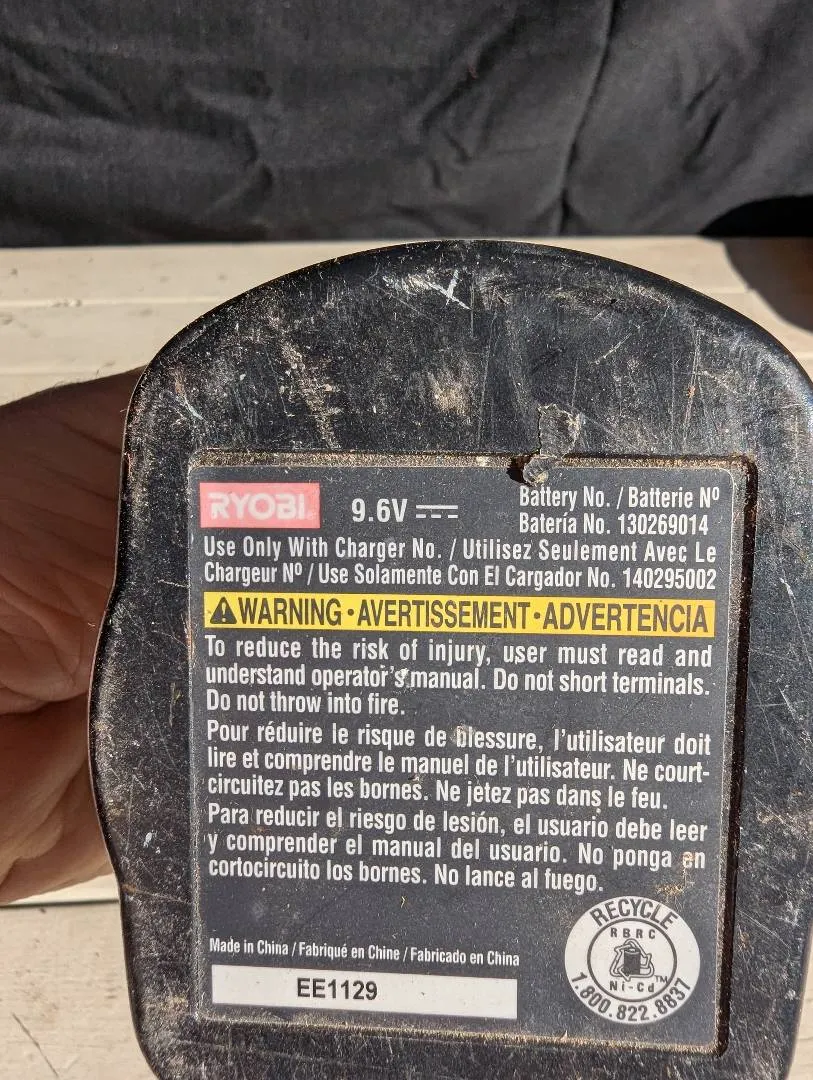 RYOBI
9.6V
Battery No. / Batterie Nº
Batería No. 130269014
Use Only With Charger No. / Utilisez Seulement Avec Le
Chargeur Nº / Use Solamente Con El Cargador No. 140295002
WARNING • AVERTISSEMENT • ADVERTENCIA
To reduce the risk of injury, user must read and
understand operator's manual. Do not short terminals.
Do not throw into fire.
Pour réduire le risque de blessure, l'utilisateur doit
lire et comprendre le manuel de l'utilisateur. Ne court-
circuitez pas les bornes. Ne jetez pas dans le feu.
Para reducir el riesgo de lesión, el usuario debe leer
y comprender el manual del usuario. No ponga en
cortocircuito los bornes. No lance al fuego.
Made in China / Fabriqué en Chine / Fabricado en China
EE1129
RECYCLE
RBRC
Ni-Cd™
1.800.822.8837